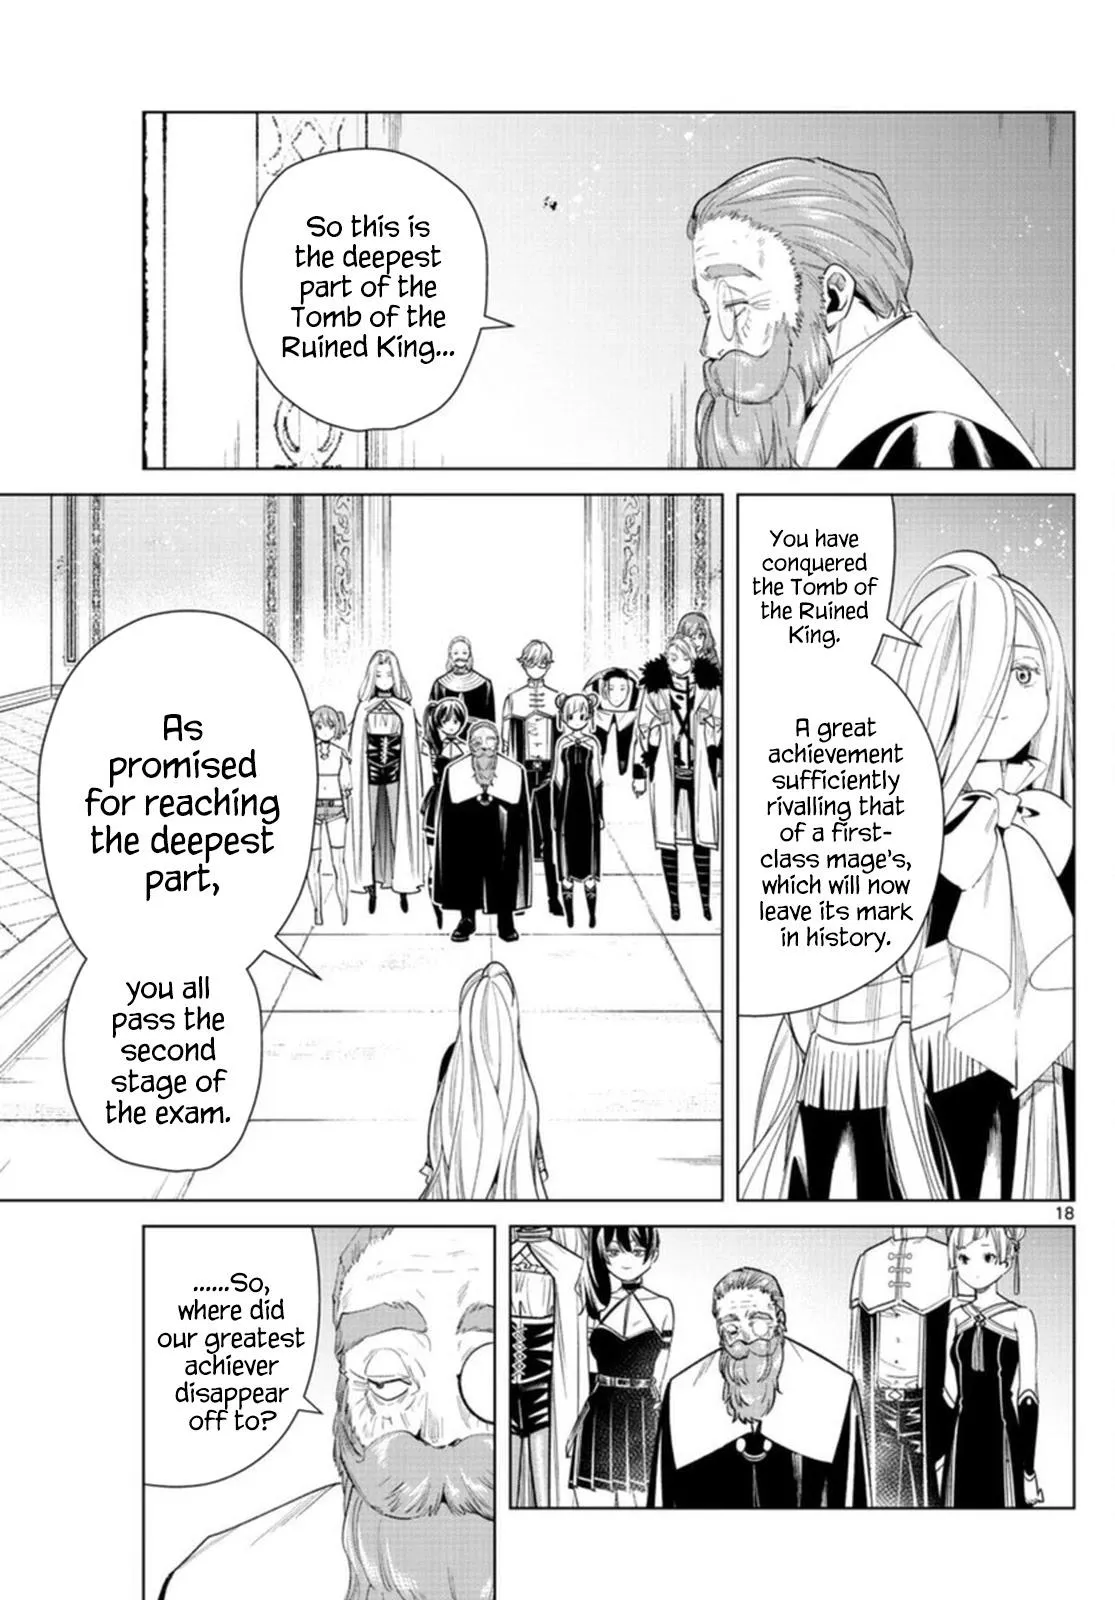 So this is
the deepest
part of the
Tomb of the
Ruined King...
You have
conquered
the Tomb of
the Ruined
King.
A great
achievement
sufficiently
rivalling that
of a first-
class mage's,
which will now
leave its mark
in history.
As
promised
for reaching
the deepest
part,
you all
pass the
second
stage of
the exam.
18
......So,
where did
our greatest
achiever
disappear
off to?